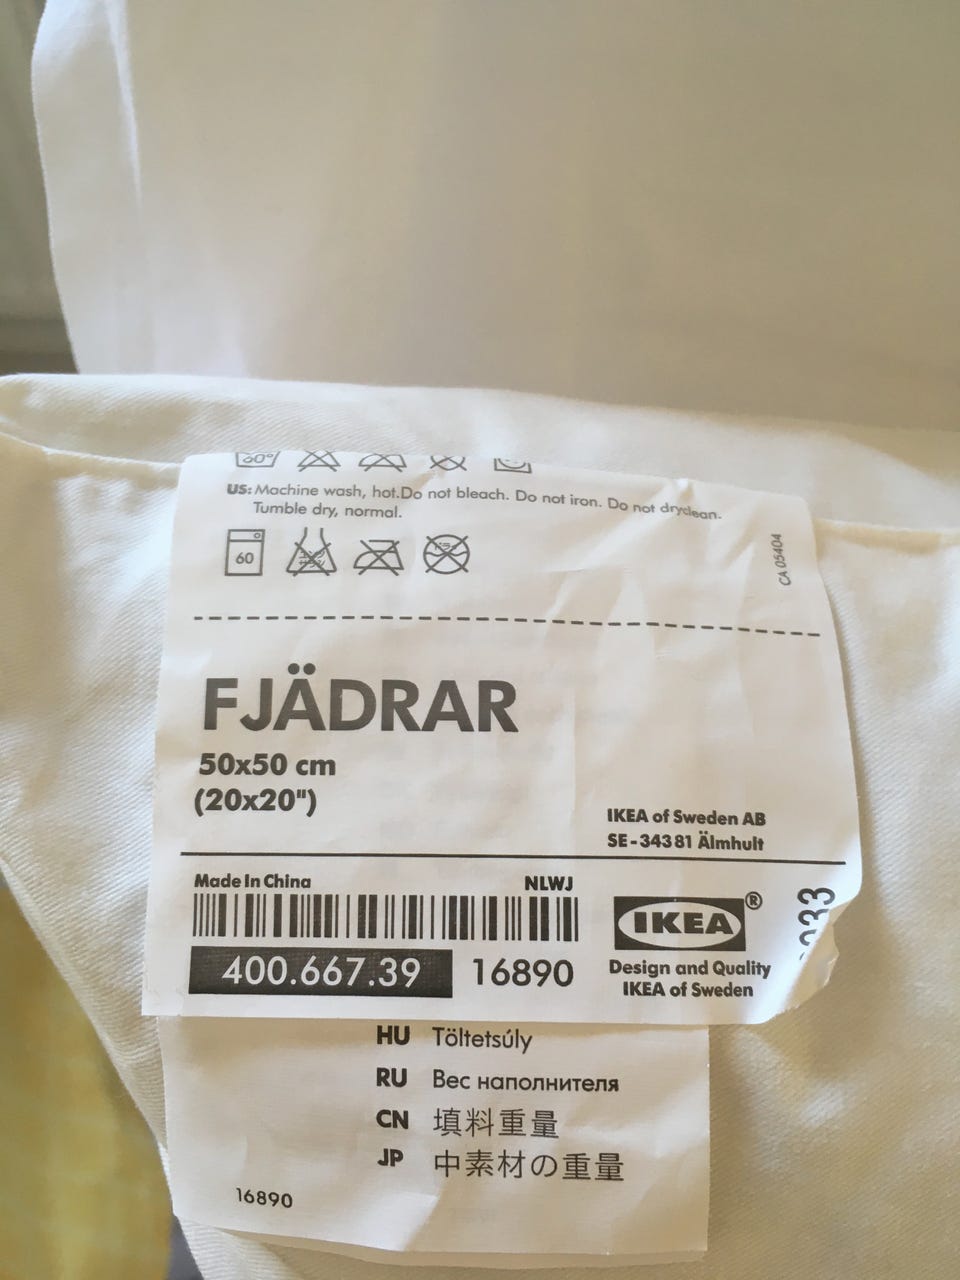 60°
US: Machine wash, hot.Do not bleach. Do not iron. Do not dryclean.
Tumble dry, normal.
60
CA 05404
FJÄDRAR
50x50 cm
(20x20")
IKEA of Sweden AB
SE-343 81 Älmhult
Made In China
NLWJ
400.667.39
16890
IKEA®
Design and Quality
IKEA of Sweden
HU Töltetsúly
RU Вес наполнителя
CN 填料重量
JP 中素材の重量
16890